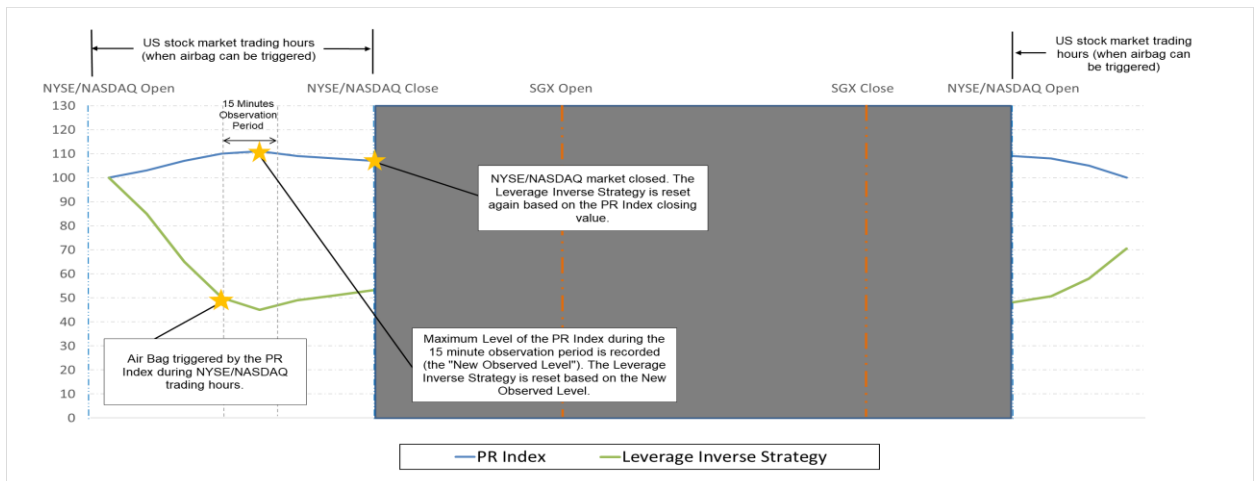 US stock market trading hours
(when airbag can be triggered)
US stock market trading
hours (when airbag can
be triggered)
NYSE/NASDAQ Open
NYSE/NASDAQ Close
SGX Open
SGX Close
NYSE/NASDAQ Open
15 Minutes
Observation
Period
130
120
110
100
90
80
70
60
50
40
30
20
10
0
NYSE/NASDAQ market closed. The
Leverage Inverse Strategy is reset
again based on the PR Index closing
value.
Air Bag triggered by the PR
Index during NYSE/NASDAQ
trading hours.
Maximum Level of the PR Index during the
15 minute observation period is recorded
(the "New Observed Level"). The Leverage
Inverse Strategy is reset based on the New
Observed Level.
PR Index
Leverage Inverse Strategy